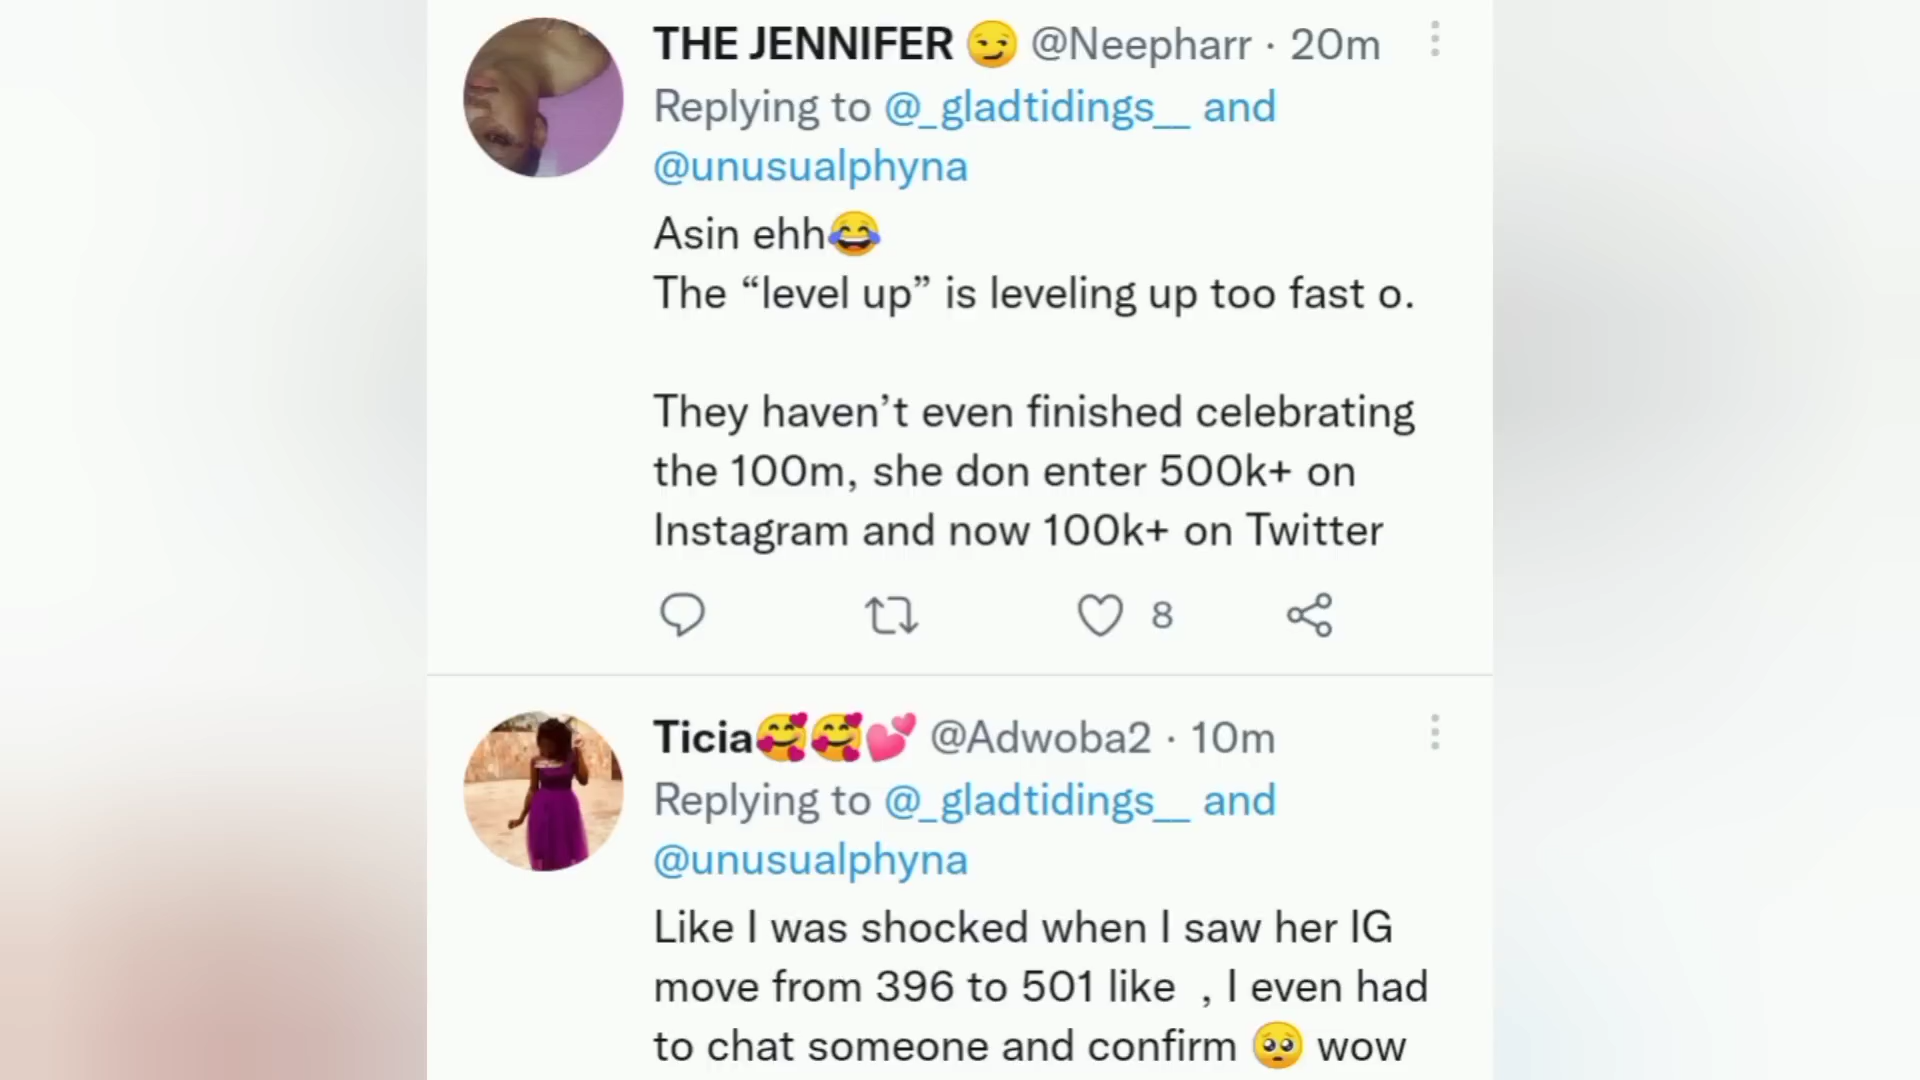 THE JENNIFER 😏 @Neepharr · 20m
Replying to @_gladtidings__ and
@unusualphyna
Asin ehh😂
The “level up” is leveling up too fast o.
They haven’t even finished celebrating
the 100m, she don enter 500k+ on
Instagram and now 100k+ on Twitter
8
Ticia🥰🥰💕 @Adwoba2 · 10m
Replying to @_gladtidings__ and
@unusualphyna
Like I was shocked when I saw her IG
move from 396 to 501 like , I even had
to chat someone and confirm 🥺 wow